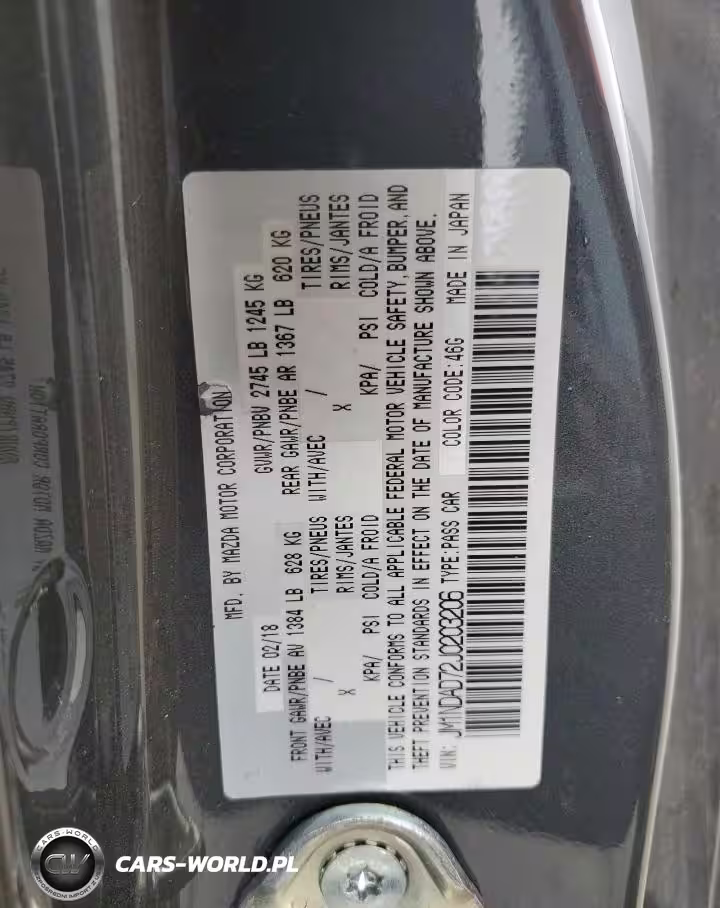 MFD. BY MAZDA MOTOR CORPORATION
DATE 02/18 GVWR/PNBV 2745 LB 1245 KG
FRONT GAWR/PNBE AV 1384 LB 628 KG REAR GAWR/PNBE AR 1367 LB 620 KG
WITH/AVEC / TIRES/PNEUS WITH/AVEC / TIRES/PNEUS
X RIMS/JANTES X RIMS/JANTES
KPA/ PSI COLD/A FROID KPA/ PSI COLD/A FROID
THIS VEHICLE CONFORMS TO ALL APPLICABLE FEDERAL MOTOR VEHICLE SAFETY, BUMPER, AND
THEFT PREVENTION STANDARDS IN EFFECT ON THE DATE OF MANUFACTURE SHOWN ABOVE.
VIN: JM1NDAD72J0203206 TYPE:PASS CAR COLOR CODE:46G MADE IN JAPAN
CARS-WORLD
CW
CARS-WORLD.PL